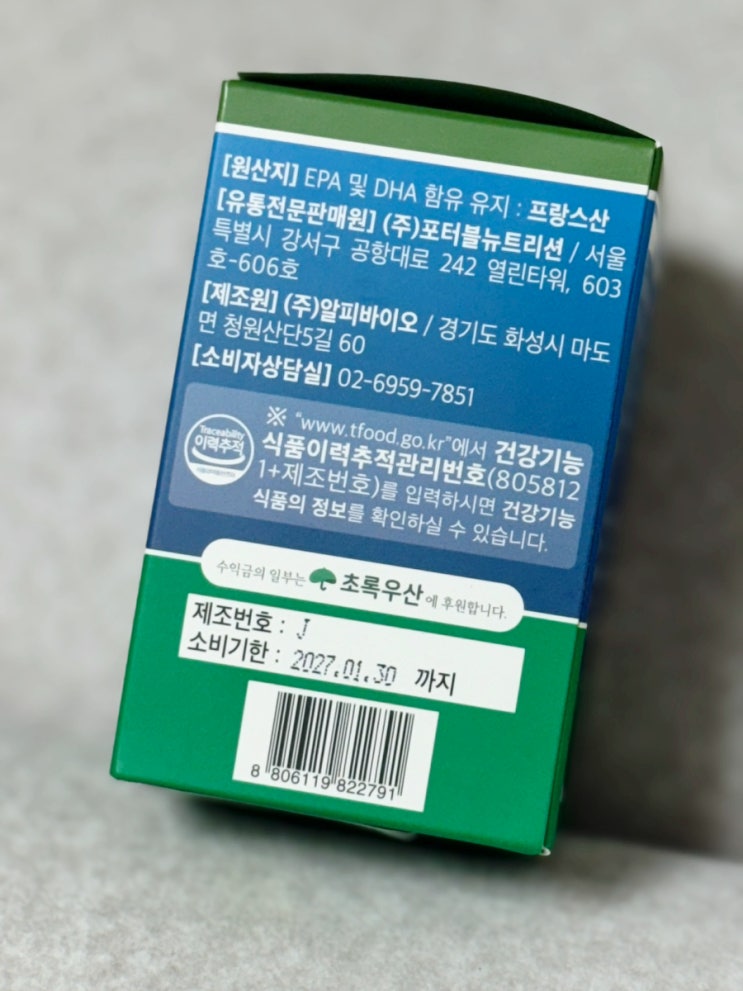 [원산지] EPA 및 DHA 함유 유지 : 프랑스산
[유통전문판매원] (주)포터블뉴트리션 / 서울
특별시 강서구 공항대로 242 열린타워, 603
호-606호
[제조원] (주)알피바이오 / 경기도 화성시 마도
면 청원산단5길 60
[소비자상담실] 02-6959-7851
Traceability
이력추적
※ "www.tfood.go.kr"에서 건강기능
식품이력추적관리번호(805812
1+제조번호)를 입력하시면 건강기능
식품의 정보를 확인하실 수 있습니다.
수익금의 일부는 초록우산에 후원합니다.
제조번호 : J
소비기한 : 2027.01.30 까지
8 806119 822791